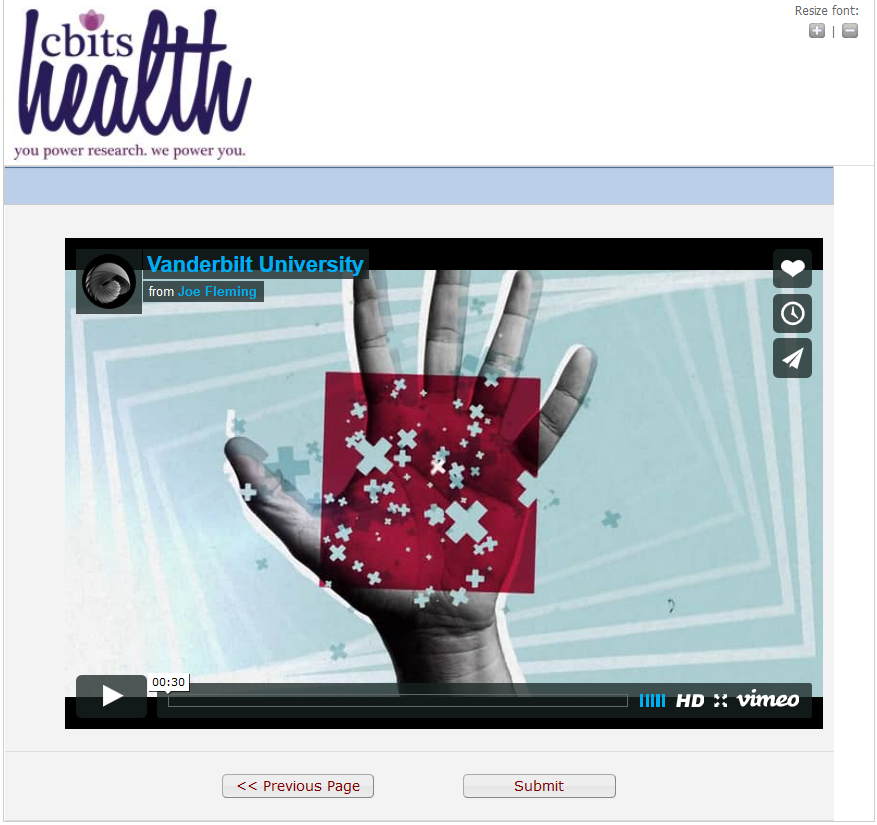 cbits
health
you power research. we power you.
Resize font:
+ | −
Vanderbilt University
from Joe Fleming
00:30
HD vimeo
<< Previous Page Submit